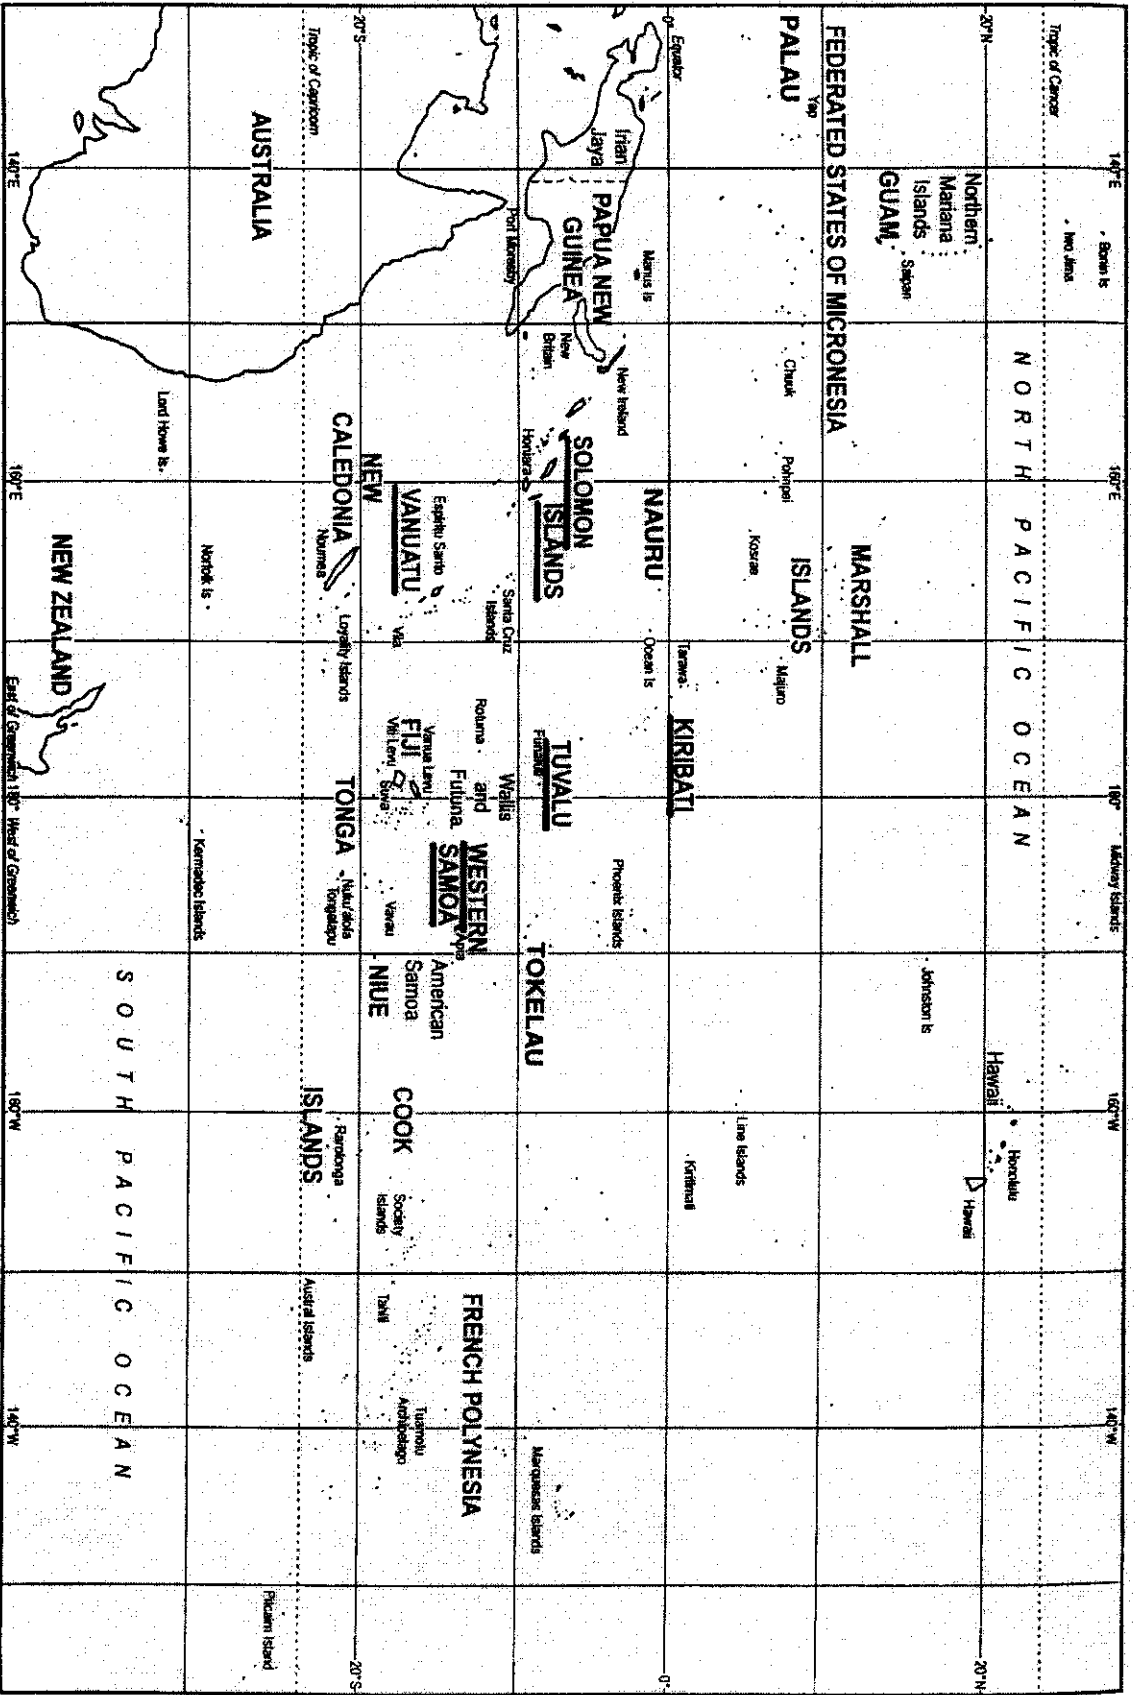 140°E
160°E
180°
160°W
140°W
Bonin Is
Midway Islands
Iwo Jima
Tropic of Cancer
NORTH PACIFIC OCEAN
20°N
20°N
Hawaii
Honolulu
Hawaii
Northern
Mariana
Islands
Saipan
GUAM
Johnston Is
FEDERATED STATES OF MICRONESIA
MARSHALL
ISLANDS
Yap
PALAU
Chuuk
Pohnpei
Majuro
Kosrae
Line Islands
Kiritimati
Tarawa
KIRIBATI
0°
Equator
0°
NAURU
Ocean Is
Manus Is
New Ireland
Phoenix Islands
Irian
Jaya
PAPUA NEW
GUINEA
New
Britain
SOLOMON
ISLANDS
Honiara
TUVALU
Funafuti
TOKELAU
Marquesas Islands
Port Moresby
Santa Cruz
Islands
Rotuma
Wallis
and
Futuna
WESTERN
SAMOA
Apia
American
Samoa
FRENCH POLYNESIA
Espiritu Santo
VANUATU
Vila
Vanua Levu
FIJI
Viti Levu
Suva
Vavau
NIUE
COOK
ISLANDS
Society
Islands
Tahiti
Tuamotu
Archipelago
20°S
20°S
NEW
CALEDONIA
Noumea
Loyality Islands
TONGA
Nuku'alofa
Tongatapu
Rarotonga
Austral Islands
Tropic of Capricorn
Pitcairn Island
AUSTRALIA
Lord Howe Is
Norfolk Is
Kermadec Islands
SOUTH PACIFIC OCEAN
NEW ZEALAND
140°E
160°E
East of Greenwich 180° West of Greenwich
160°W
140°W